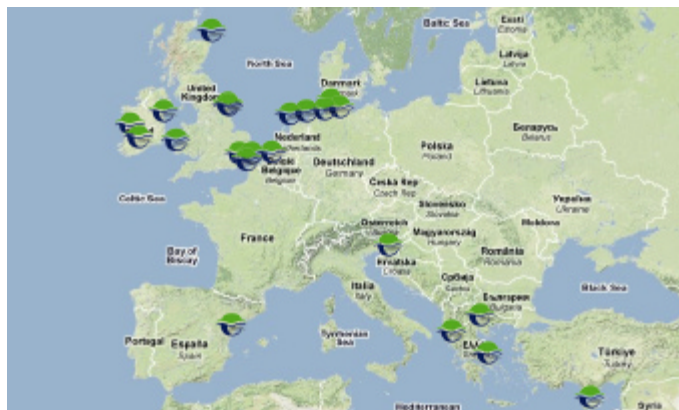 Baltic Sea
Eesti
Estonia
Latvija
Latvia
North Sea
Danmark
Lietuva
Lithuania
United
Kingdom
Беларусь
Belarus
Nederland
Netherlands
Polska
Poland
Deutschland
Germany
België
Belgique
Belgium
Česká Rep
Czech Rep
Celtic Sea
Slovensko
Slovakia
Україна
Ukraine
Österreich
Magyarország
Hungary
Moldova
France
Bay of
Biscay
România
Romania
Hrvatska
Croatia
Србија
Serbia
Italia
Italy
Black Sea
България
Bulgaria
Portugal
España
Spain
Tyrrhenian
Sea
Türkiye
Turkey
Mediterranean
Syria